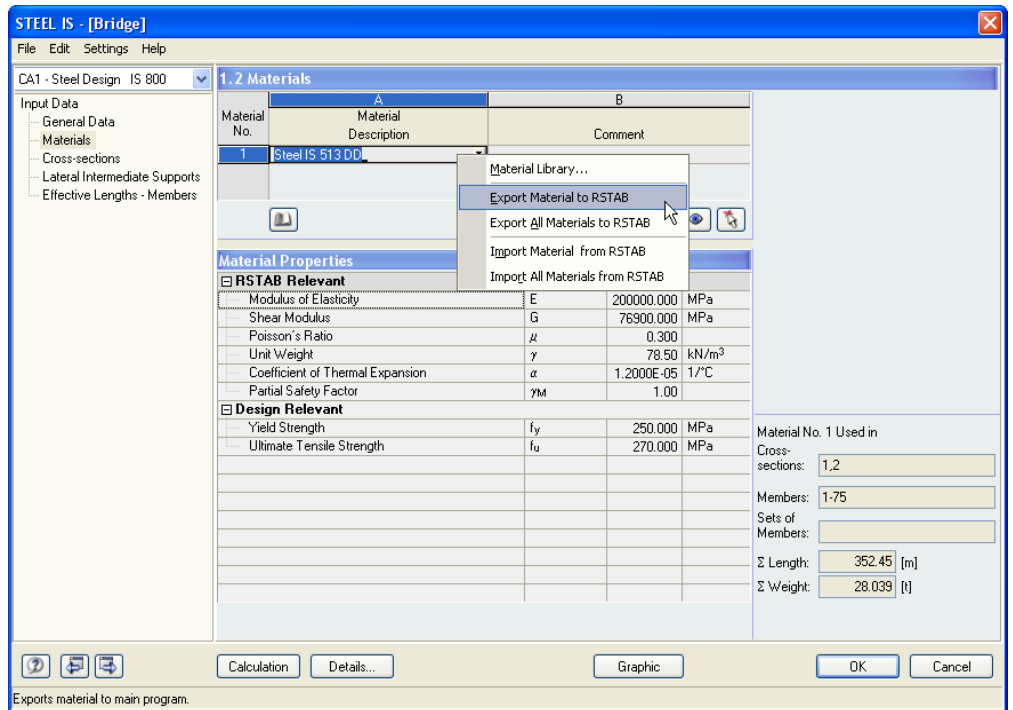 STEEL IS - [Bridge]
File Edit Settings Help
CA1 - Steel Design IS 800
Input Data
General Data
Materials
Cross-sections
Lateral Intermediate Supports
Effective Lengths - Members
1.2 Materials
A B
Material No. Material Description Comment
1 Steel IS 513 DD
Material Library...
Export Material to RSTAB
Export All Materials to RSTAB
Import Material from RSTAB
Import All Materials from RSTAB
Material Properties
RSTAB Relevant
Modulus of Elasticity E 200000.000 MPa
Shear Modulus G 76900.000 MPa
Poisson´s Ratio μ 0.300
Unit Weight γ 78.50 kN/m³
Coefficient of Thermal Expansion α 1.2000E-05 1/°C
Partial Safety Factor γM 1.00
Design Relevant
Yield Strength fy 250.000 MPa
Ultimate Tensile Strength fu 270.000 MPa
Material No. 1 Used in
Cross-
sections: 1,2
Members: 1-75
Sets of
Members:
Σ Length: 352.45 [m]
Σ Weight: 28.039 [t]
Calculation Details... Graphic OK Cancel
Exports material to main program.